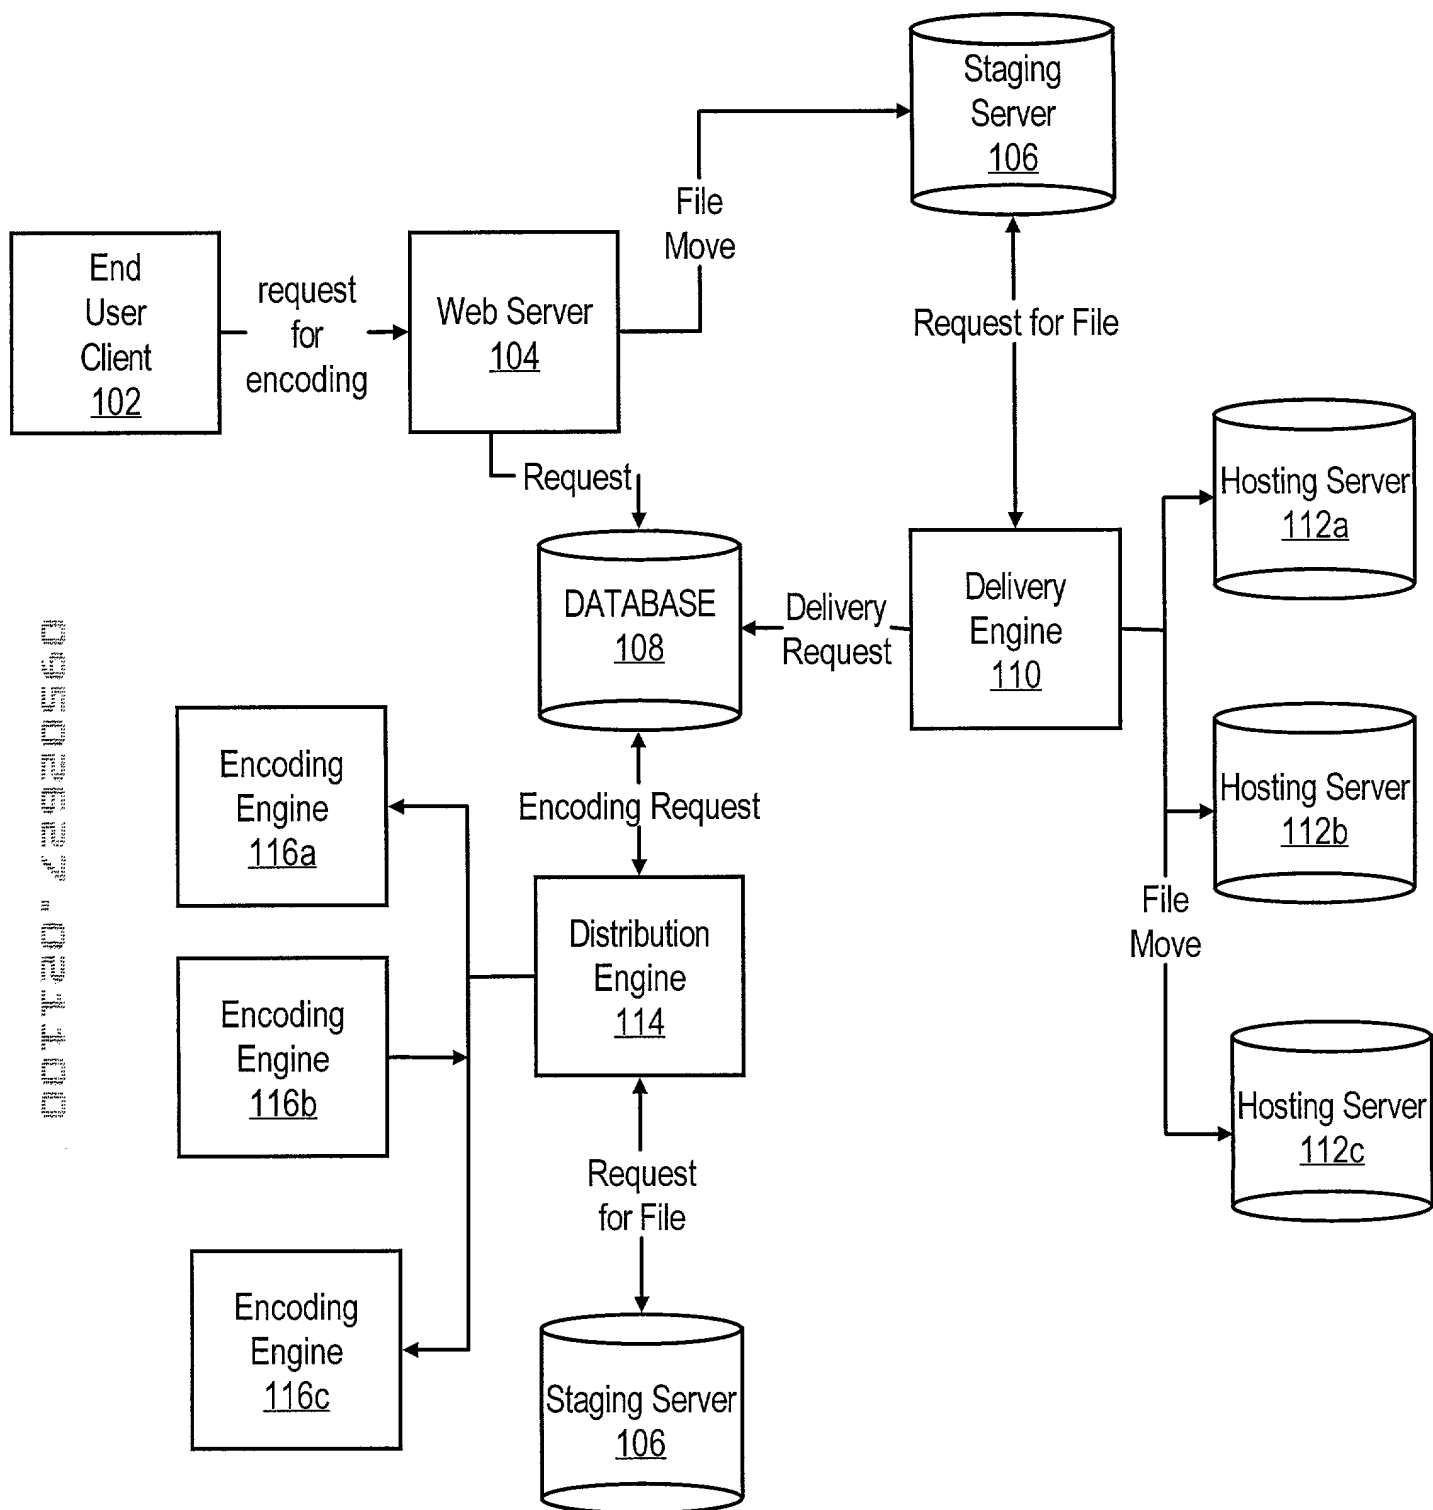 Staging
Server
106
File
Move
End
User
Client
102
request
for
encoding
Web Server
104
Request for File
Request
Hosting Server
112a
DATABASE
108
Delivery
Request
Delivery
Engine
110
Encoding
Engine
116a
Encoding Request
Hosting Server
112b
File
Move
Distribution
Engine
114
Encoding
Engine
116b
Hosting Server
112c
Request
for File
Encoding
Engine
116c
Staging Server
106